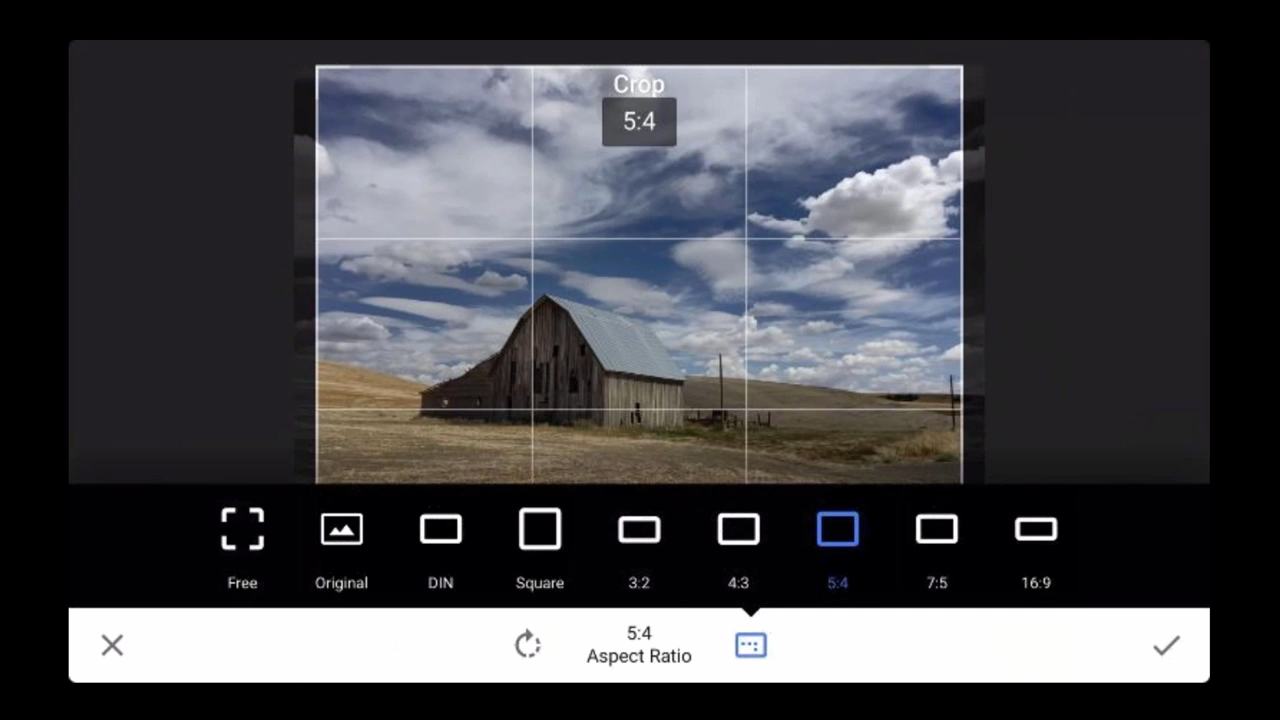 Crop
5:4
Free
Original
DIN
Square
3:2
4:3
5:4
7:5
16:9
5:4
Aspect Ratio